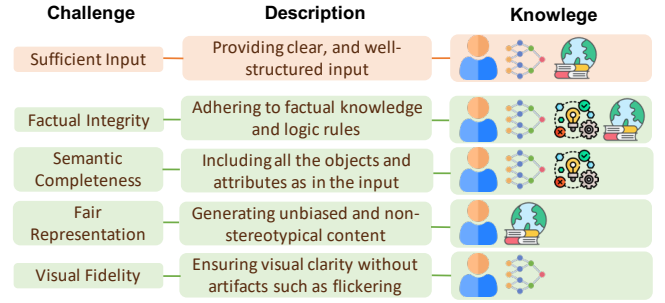 Challenge Description Knowlege
Sufficient Input
Providing clear, and well-
structured input
Factual Integrity
Adhering to factual knowledge
and logic rules
Semantic
Completeness
Including all the objects and
attributes as in the input
Fair
Representation
Generating unbiased and non-
stereotypical content
Visual Fidelity
Ensuring visual clarity without
artifacts such as flickering